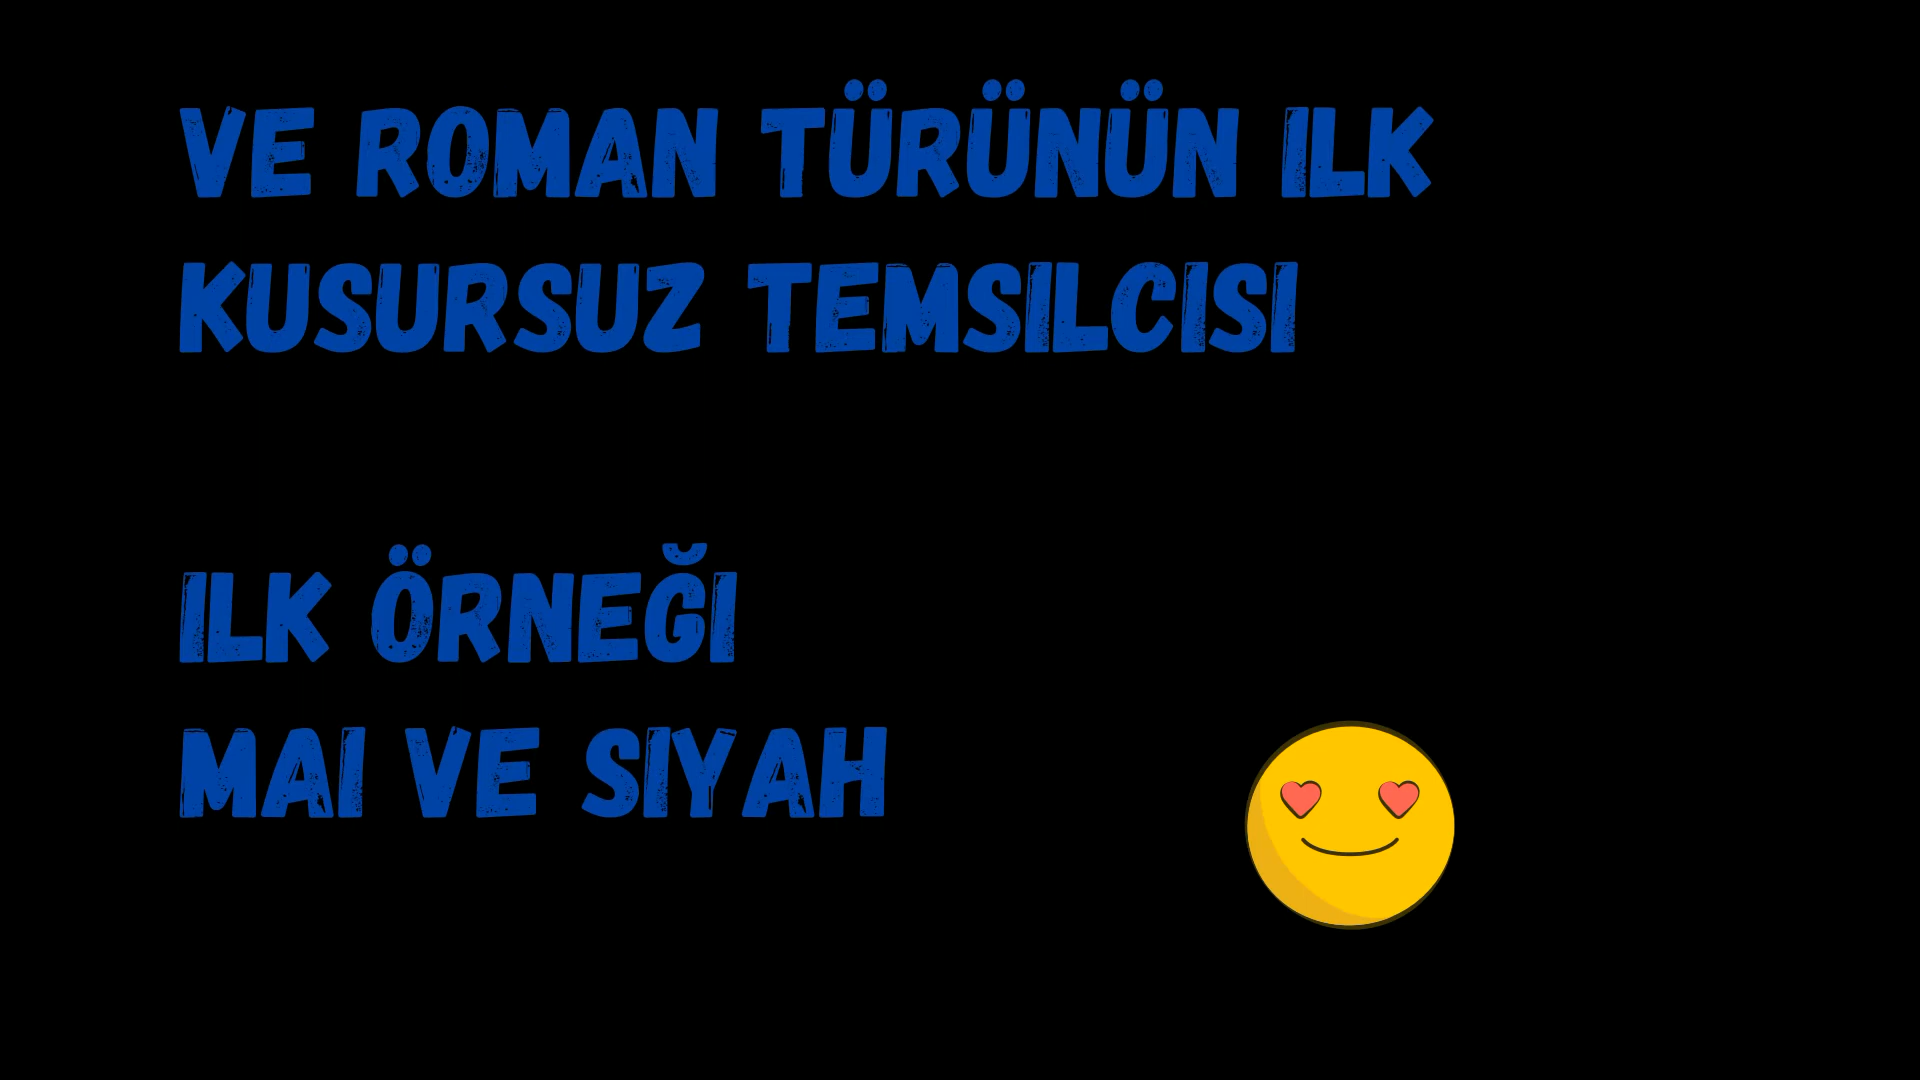 VE ROMAN TÜRÜNÜN ILK
KUSURSUZ TEMSILCISI
ILK ÖRNEĞI
MAI VE SIYAH